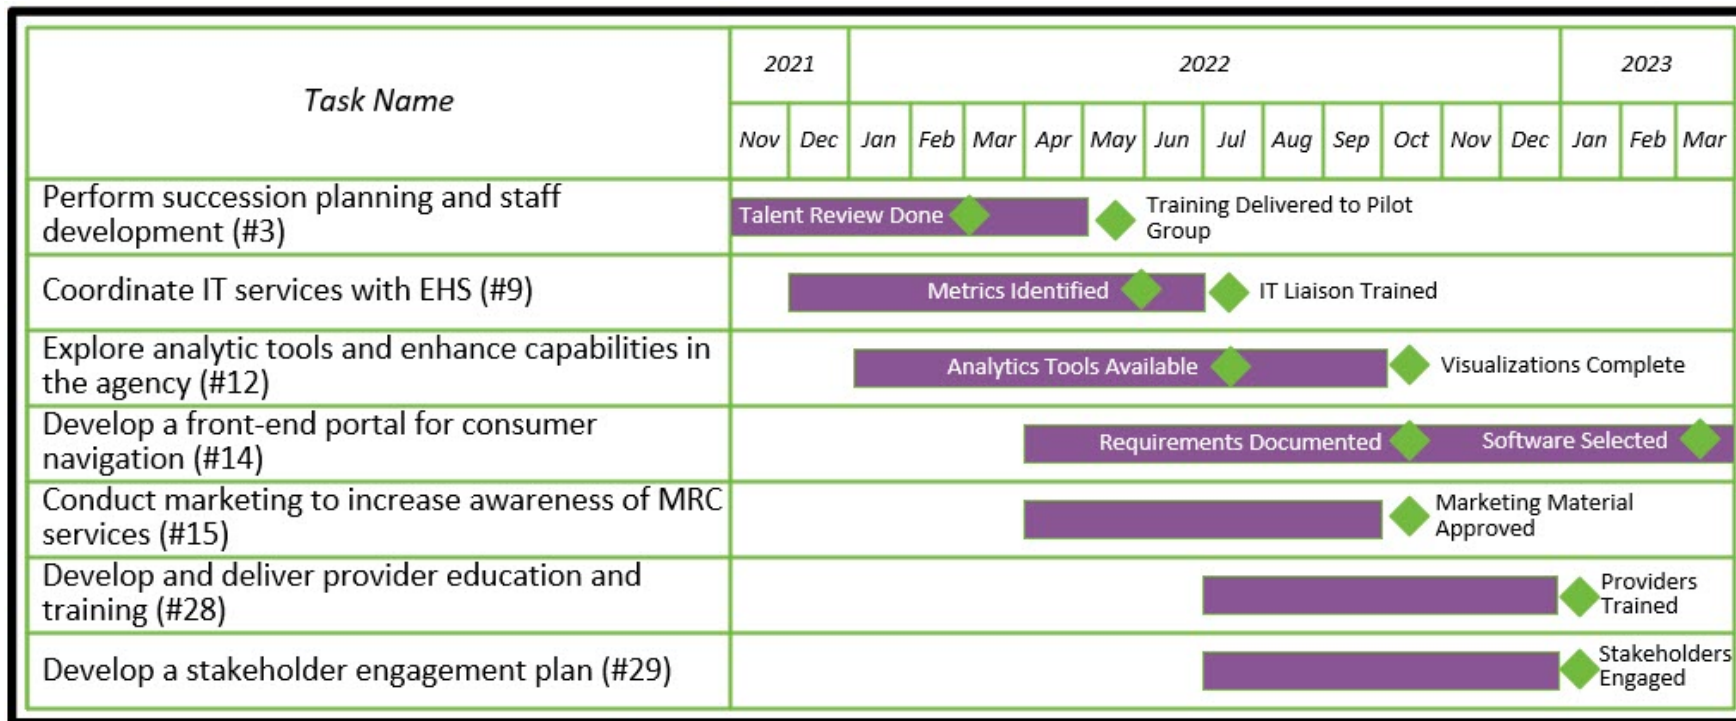 Task Name
2021
2022
2023
Nov
Dec
Jan
Feb
Mar
Apr
May
Jun
Jul
Aug
Sep
Oct
Nov
Dec
Jan
Feb
Mar
Perform succession planning and staff
development (#3)
Talent Review Done
Training Delivered to Pilot
Group
Coordinate IT services with EHS (#9)
Metrics Identified
IT Liaison Trained
Explore analytic tools and enhance capabilities in
the agency (#12)
Analytics Tools Available
Visualizations Complete
Develop a front-end portal for consumer
navigation (#14)
Requirements Documented
Software Selected
Conduct marketing to increase awareness of MRC
services (#15)
Marketing Material
Approved
Develop and deliver provider education and
training (#28)
Providers
Trained
Develop a stakeholder engagement plan (#29)
Stakeholders
Engaged